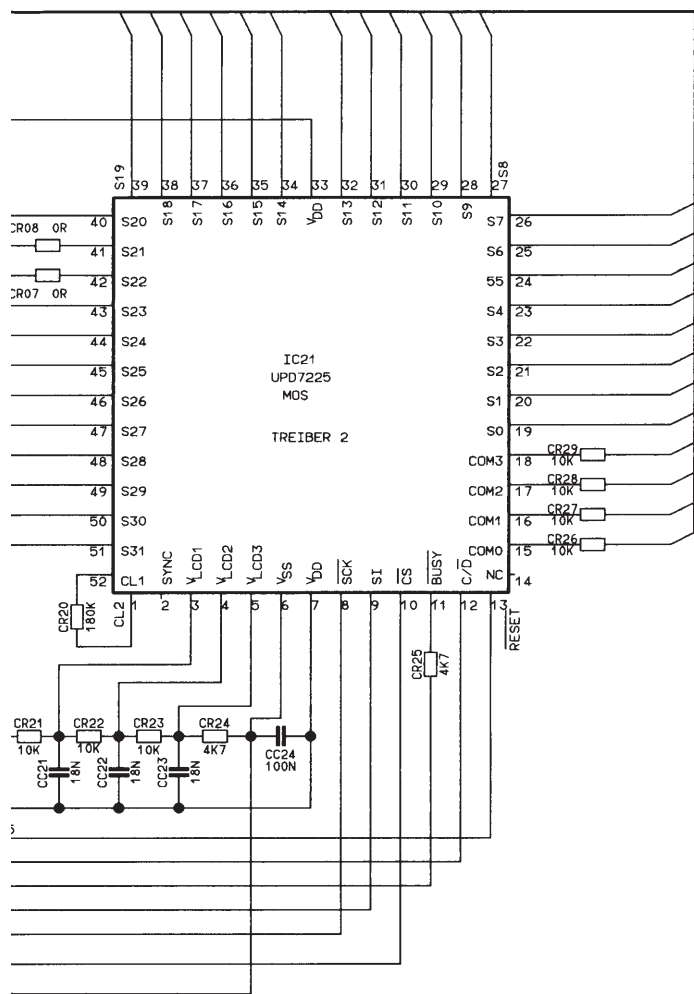 S19 39 38 37 36 35 34 33 32 31 30 29 28 27 S8
S18 S17 S16 S15 S14 VDD S13 S12 S11 S10 S9
40 S20 S7 26
CR08 0R
41 S21 S6 25
42 S22 55 24
CR07 0R
43 S23 S4 23
44 S24 S3 22
45 S25 S2 21
IC21
UPD7225
MOS
46 S26 S1 20
47 S27 S0 19
TREIBER 2
CR29
48 S28 COM3 18 10K
CR28
49 S29 COM2 17 10K
CR27
50 S30 COM1 16 10K
CR26
51 S31 COM0 15 10K
52 CL1 SYNC VLCD1 VLCD2 VLCD3 VSS VDD SCK SI CS BUSY C/D NC 14
CL2 1 2 3 4 5 6 7 8 9 10 11 12 13 RESET
CR20 180K
CR25 4K7
CR21 CR22 CR23 CR24
10K 10K 10K 4K7
CC24
100N
CC21 18N CC22 18N CC23 18N